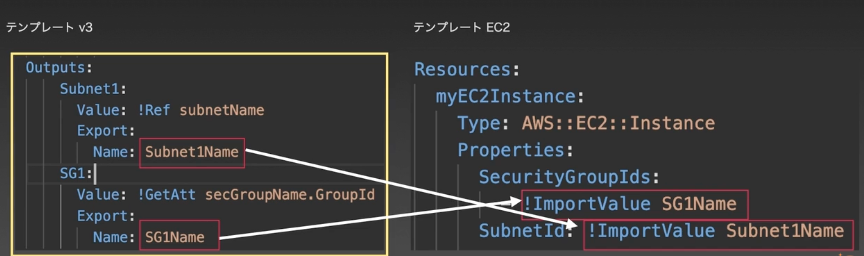 テンプレート v3
Outputs:
Subnet1:
Value: !Ref subnetName
Export:
Name: Subnet1Name
SG1:
Value: !GetAtt secGroupName.GroupId
Export:
Name: SG1Name
テンプレート EC2
Resources:
myEC2Instance:
Type: AWS::EC2::Instance
Properties:
SecurityGroupIds:
!ImportValue SG1Name
SubnetId: !ImportValue Subnet1Name